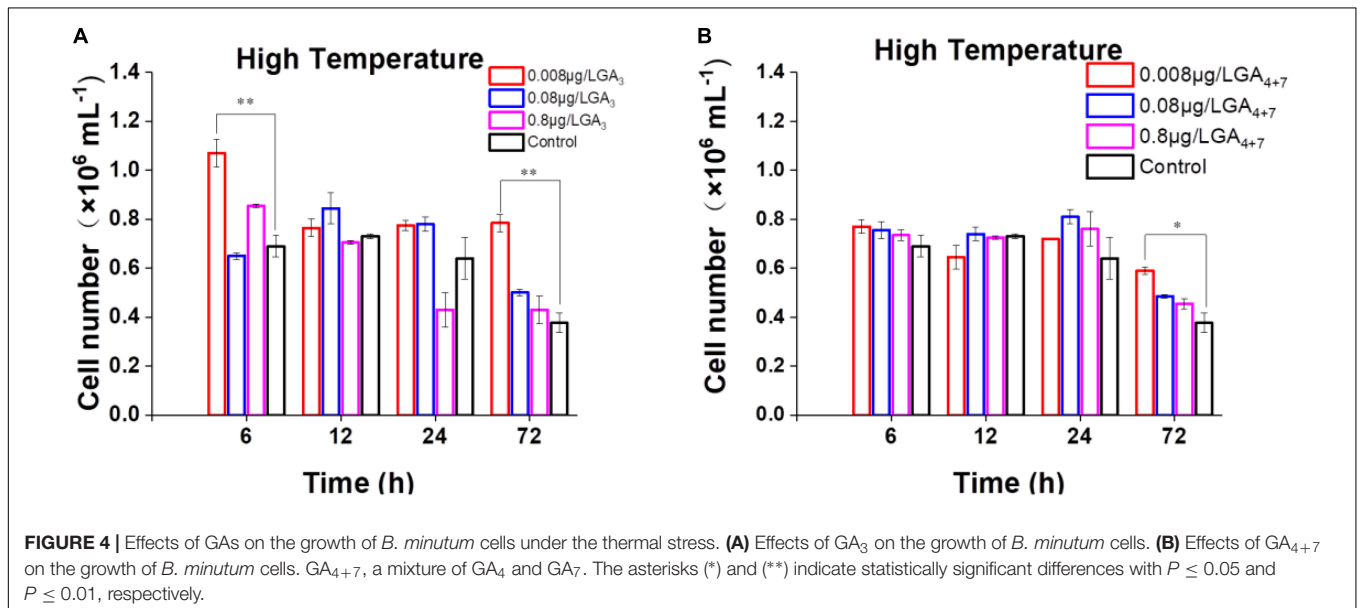 A
High Temperature
0.008µg/LGA₃
0.08µg/LGA₃
0.8µg/LGA₃
Control
**
**
Cell number (×10⁶ mL⁻¹)
1.4
1.2
1.0
0.8
0.6
0.4
0.2
0.0
6 12 24 72
Time (h)
B
High Temperature
0.008µg/LGA₄₊₇
0.08µg/LGA₄₊₇
0.8µg/LGA₄₊₇
Control
*
Cell number (×10⁶ mL⁻¹)
1.4
1.2
1.0
0.8
0.6
0.4
0.2
0.0
6 12 24 72
Time (h)
FIGURE 4 | Effects of GAs on the growth of B. minutum cells under the thermal stress. (A) Effects of GA₃ on the growth of B. minutum cells. (B) Effects of GA₄₊₇
on the growth of B. minutum cells. GA₄₊₇, a mixture of GA₄ and GA₇. The asterisks (*) and (**) indicate statistically significant differences with P ≤ 0.05 and
P ≤ 0.01, respectively.